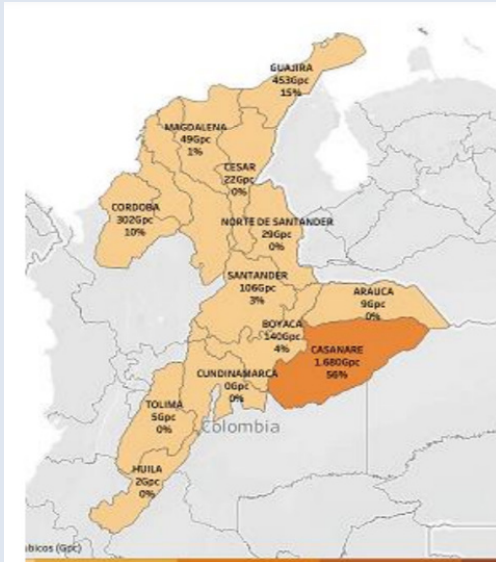 GUAJIRA
453Gpc
15%
MAGDALENA
49Gpc
1%
CESAR
22Gpc
0%
CORDOBA
302Gpc
10%
NORTE DE SANTANDER
29Gpc
0%
SANTANDER
106Gpc
3%
ARAUCA
9Gpc
0%
BOYACA
140Gpc
4%
CASANARE
1.680Gpc
56%
CUNDINAMARCA
0Gpc
0%
TOLIMA
5Gpc
0%
Colombia
HUILA
2Gpc
0%
bicos (Gpc)